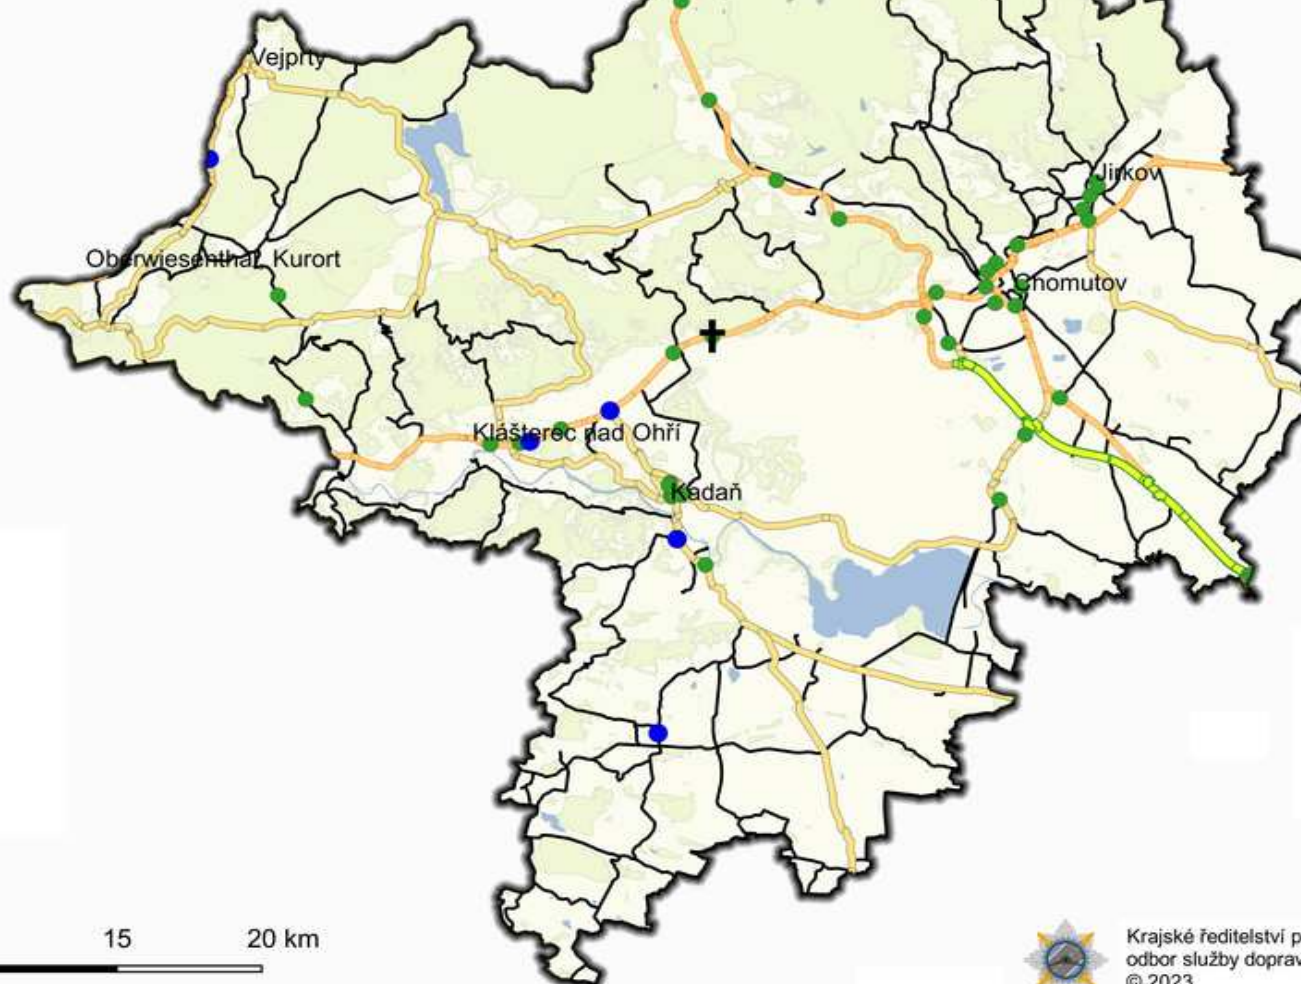 Vejprty
Jirkov
Oberwiesenthal, Kurort
Chomutov
Klášterec nad Ohří
Kadaň
15 20 km
Krajské ředitelství p
odbor služby doprav
© 2023